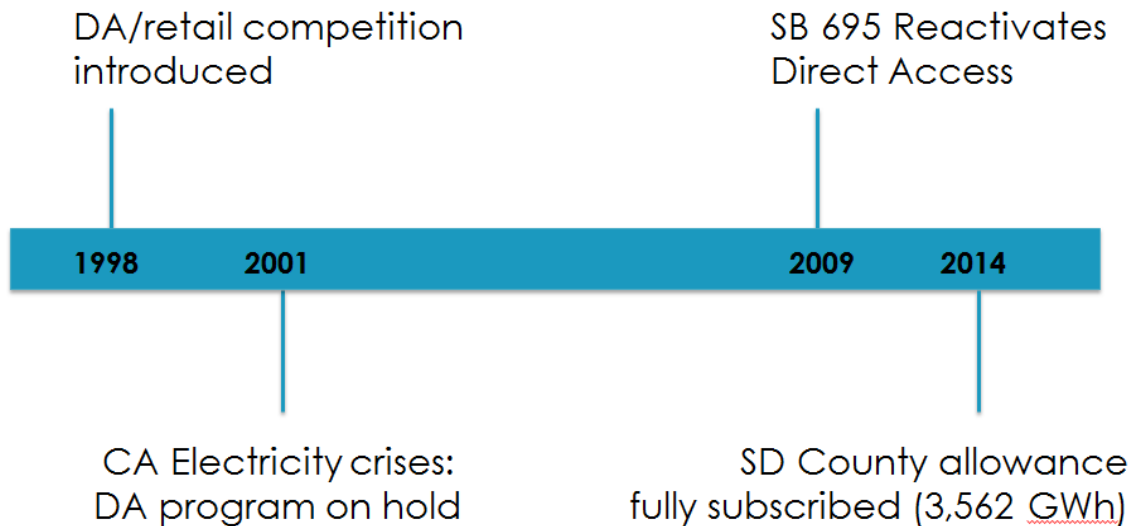 DA/retail competition
introduced
SB 695 Reactivates
Direct Access
1998
2001
2009
2014
CA Electricity crises:
DA program on hold
SD County allowance
fully subscribed (3,562 GWh)